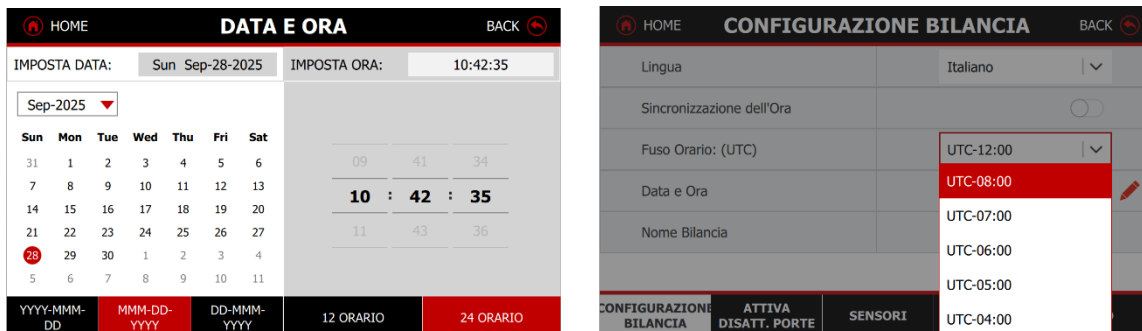 HOME DATA E ORA BACK
IMPOSTA DATA: Sun Sep-28-2025 IMPOSTA ORA: 10:42:35
Sep-2025
Sun Mon Tue Wed Thu Fri Sat
31 1 2 3 4 5 6
7 8 9 10 11 12 13
14 15 16 17 18 19 20
21 22 23 24 25 26 27
28 29 30 1 2 3 4
5 6 7 8 9 10 11
09 41 34
10 : 42 : 35
11 43 36
YYYY-MMM-
DD
MMM-DD-
YYYY
DD-MMM-
YYYY
12 ORARIO
24 ORARIO
HOME CONFIGURAZIONE BILANCIA BACK
Lingua Italiano
Sincronizzazione dell'Ora
Fuso Orario: (UTC) UTC-12:00
Data e Ora
Nome Bilancia
UTC-08:00
UTC-07:00
UTC-06:00
UTC-05:00
UTC-04:00
CONFIGURAZIONE
BILANCIA
ATTIVA
DISATT. PORTE
SENSORI